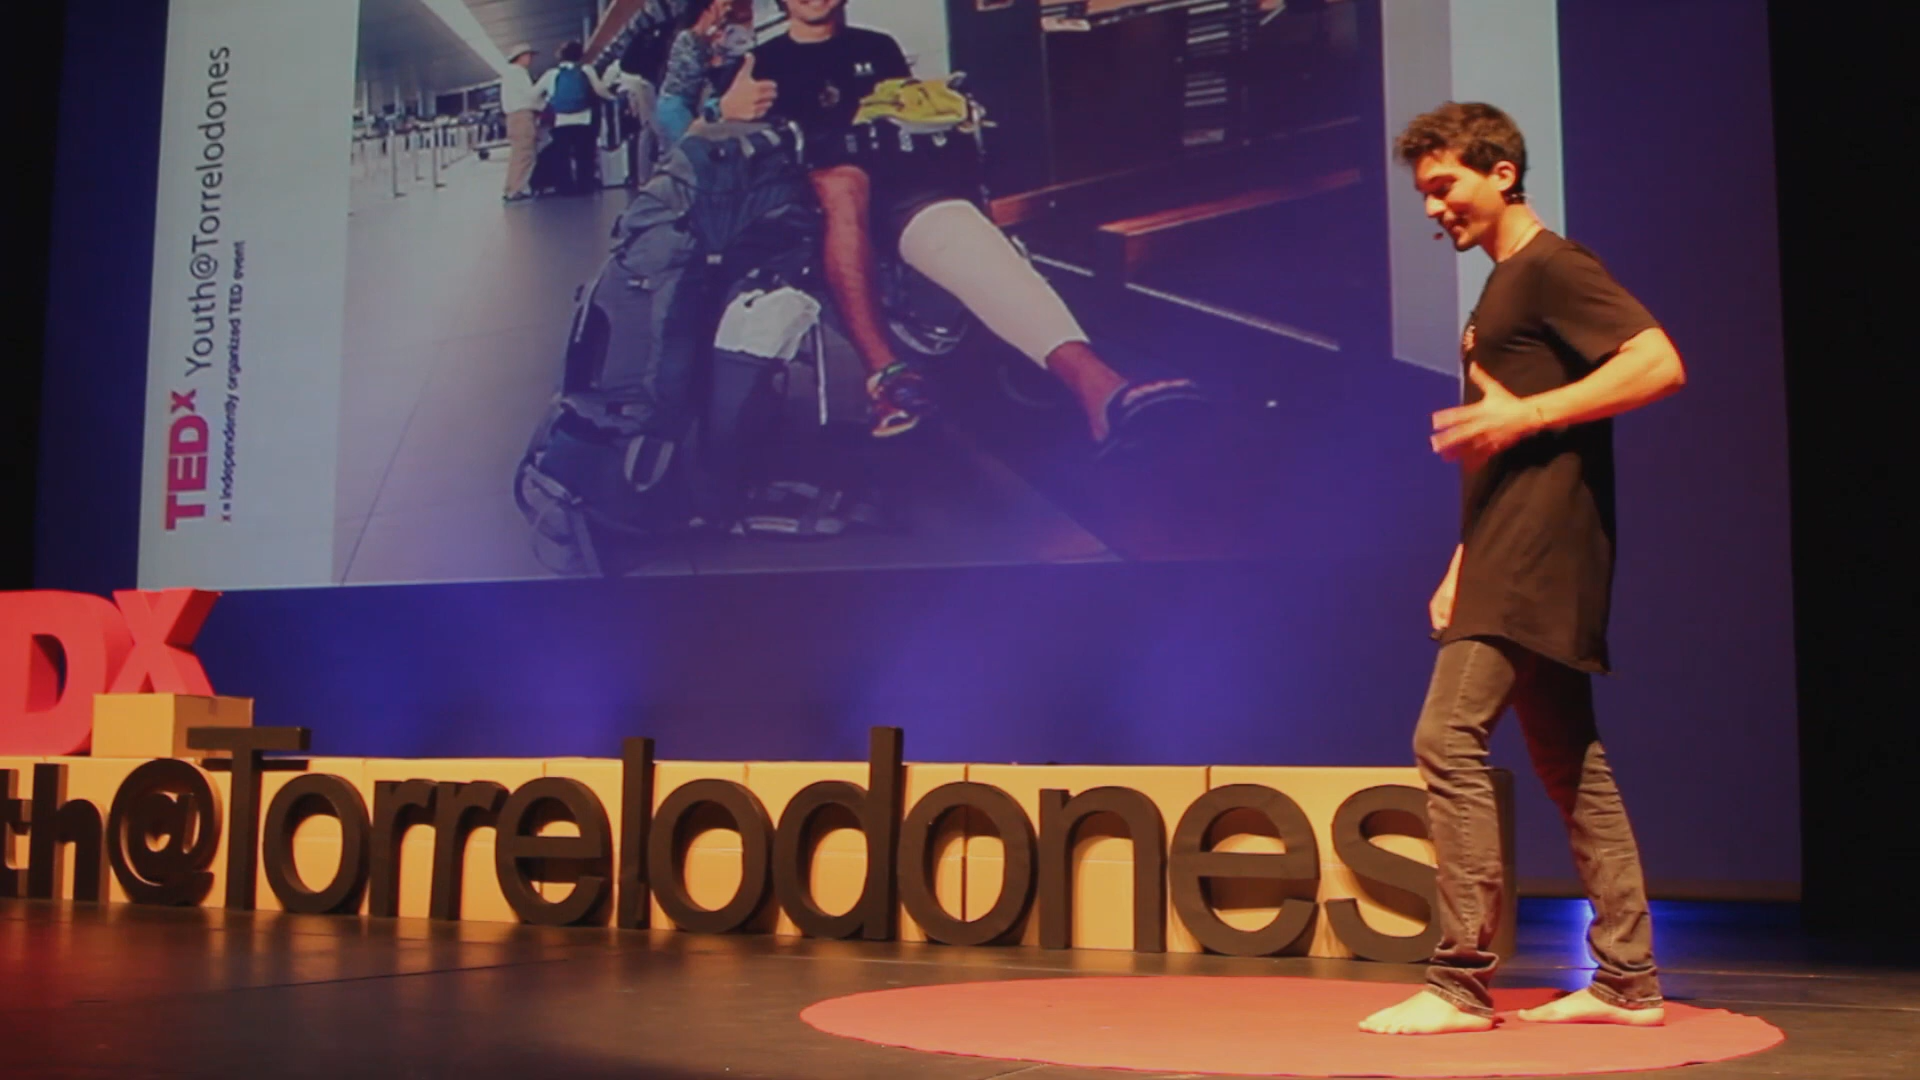 TEDx Youth@Torrelodones
x = independently organized TED event
DX
th@Torrelodones